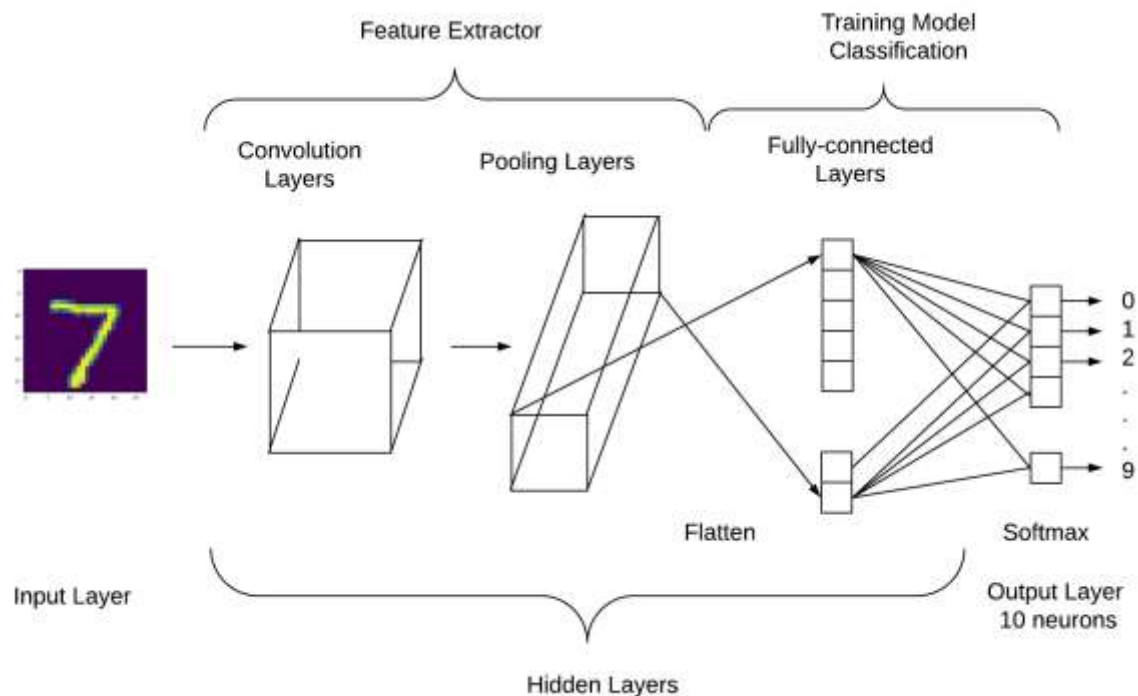 Feature Extractor
Training Model
Classification
Convolution
Layers
Pooling Layers
Fully-connected
Layers
0
1
2
.
.
.
9
Flatten
Softmax
Input Layer
Output Layer
10 neurons
Hidden Layers